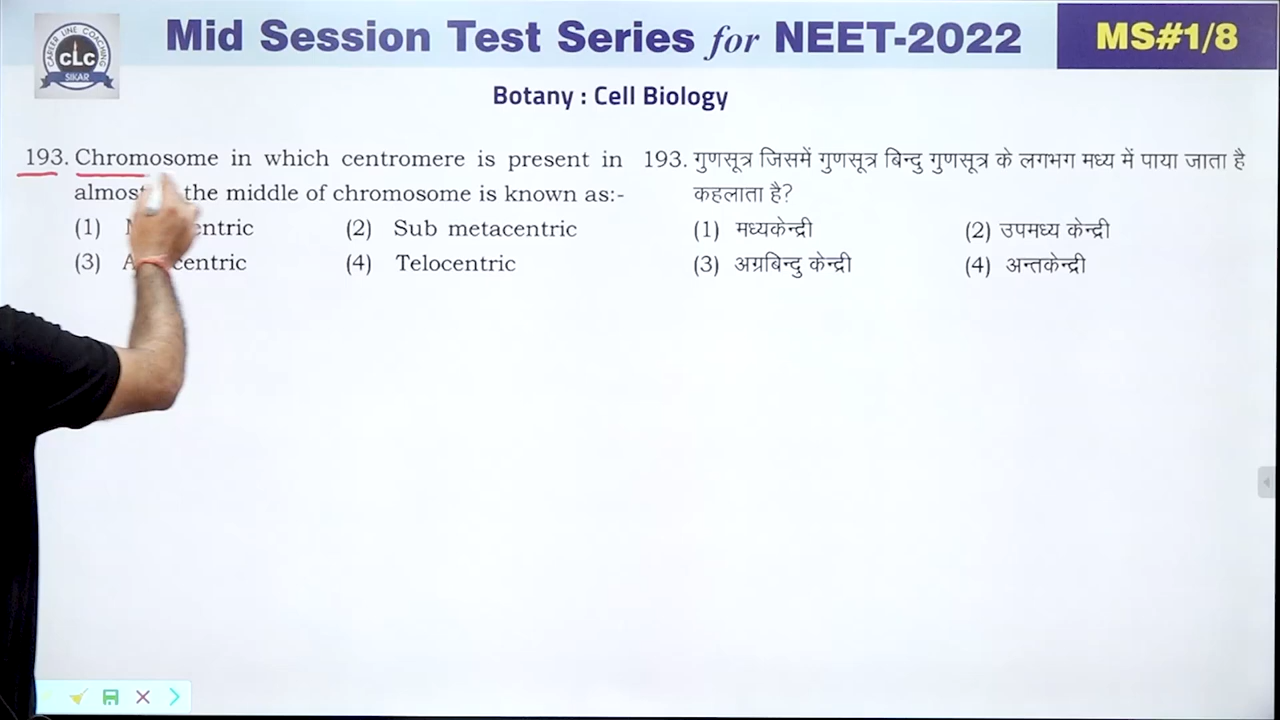 CAREER LINE COACHING
CLC
SIKAR
Mid Session Test Series for NEET-2022
MS#1/8
Botany : Cell Biology
193. Chromosome in which centromere is present in
almost the middle of chromosome is known as:-
(1) entric (2) Sub metacentric
(3) centric (4) Telocentric
193. गुणसूत्र जिसमें गुणसूत्र बिन्दु गुणसूत्र के लगभग मध्य में पाया जाता है
कहलाता है?
(1) मध्यकेन्द्री (2) उपमध्य केन्द्री
(3) अग्रबिन्दु केन्द्री (4) अन्तकेन्द्री